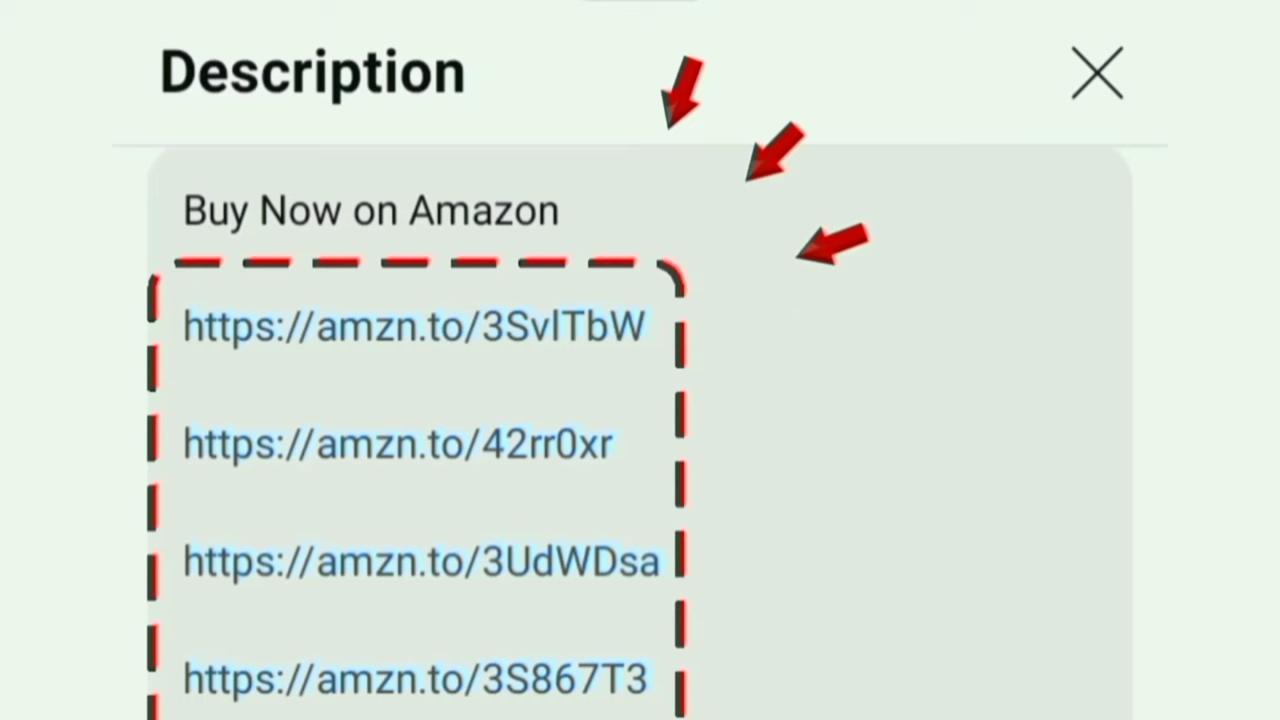 Description
Buy Now on Amazon
https://amzn.to/3SvlTbW
https://amzn.to/42rr0xr
https://amzn.to/3UdWDsa
https://amzn.to/3S867T3